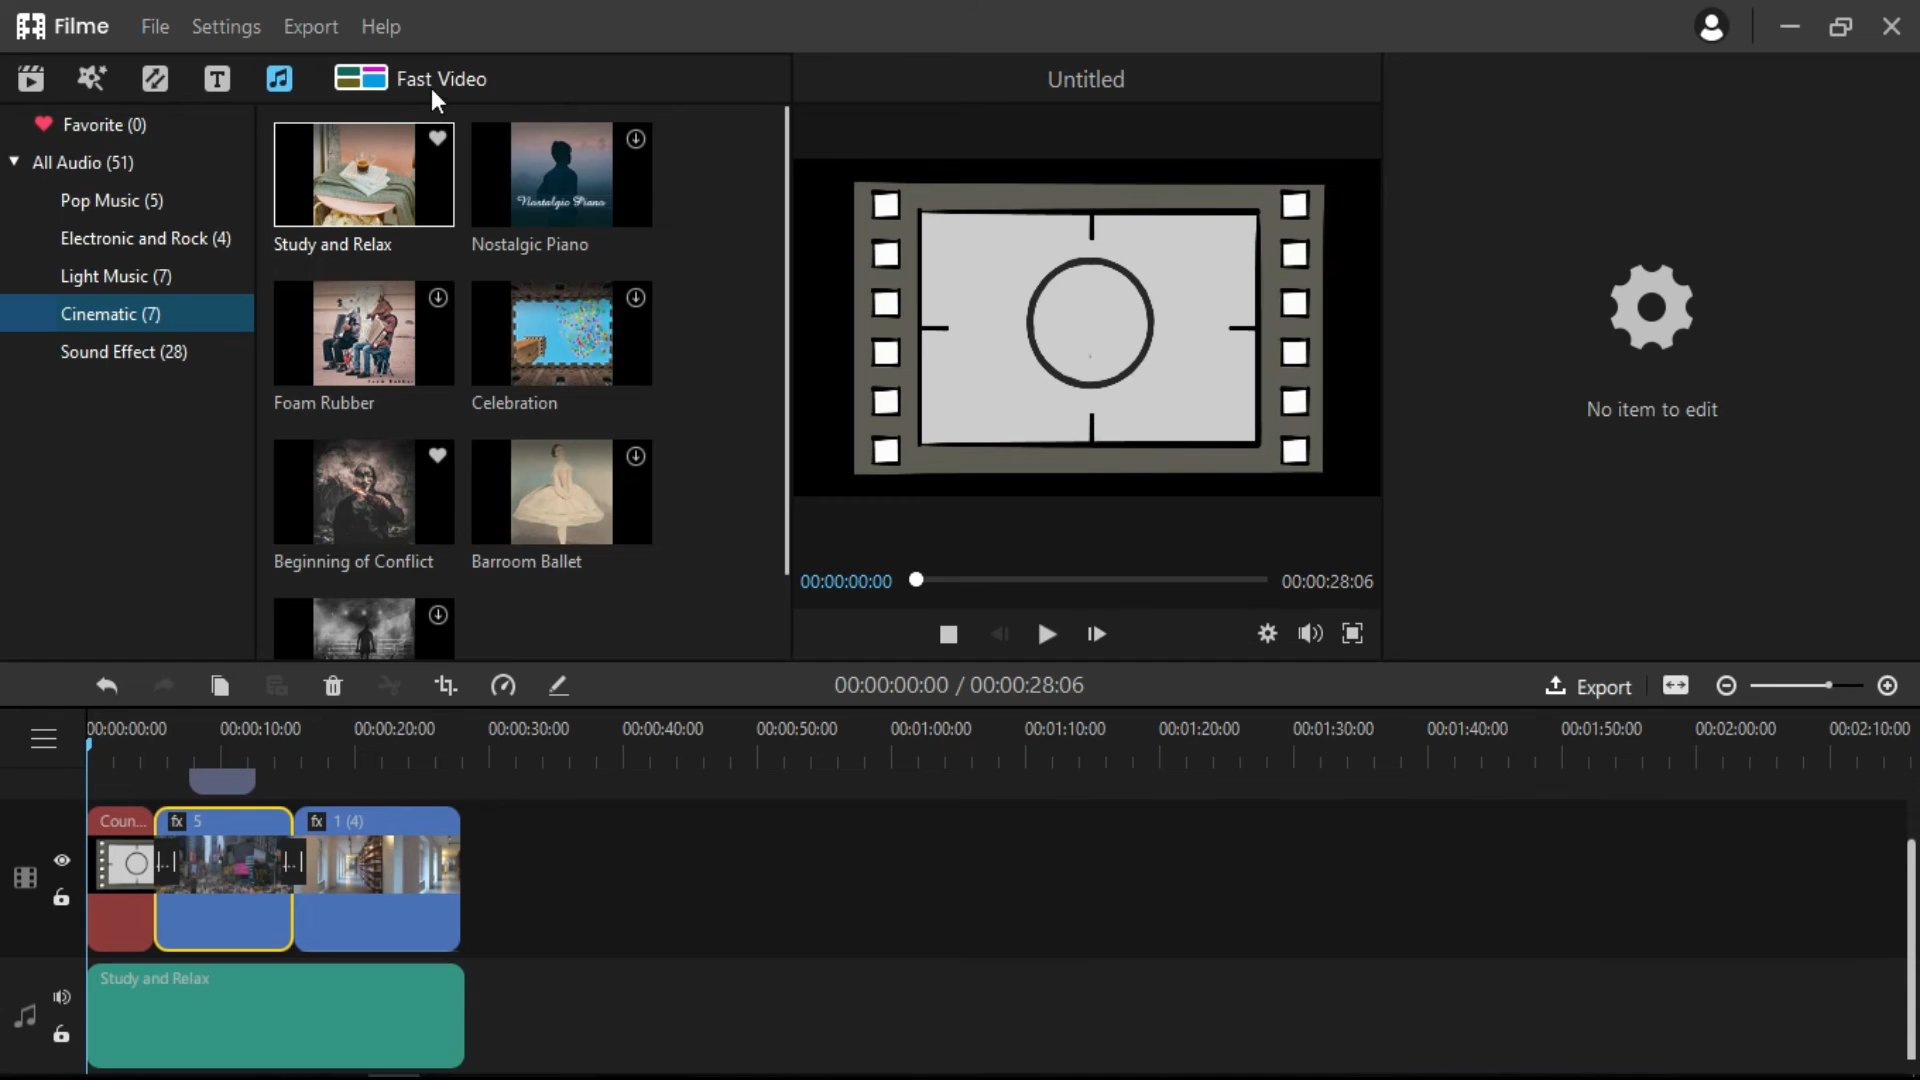 Filme File Settings Export Help
Fast Video
Untitled
Favorite (0)
All Audio (51)
Pop Music (5)
Electronic and Rock (4)
Light Music (7)
Cinematic (7)
Sound Effect (28)
Nostalgic Piano
Study and Relax
Nostalgic Piano
Foam Rubber
Foam Rubber
Celebration
Beginning of Conflict
Barroom Ballet
No item to edit
00:00:00:00
00:00:28:06
00:00:00:00 / 00:00:28:06
Export
00:00:00:00 00:00:10:00 00:00:20:00 00:00:30:00 00:00:40:00 00:00:50:00 00:01:00:00 00:01:10:00 00:01:20:00 00:01:30:00 00:01:40:00 00:01:50:00 00:02:00:00 00:02:10:00
Coun... fx 5 fx 1 (4)
Study and Relax